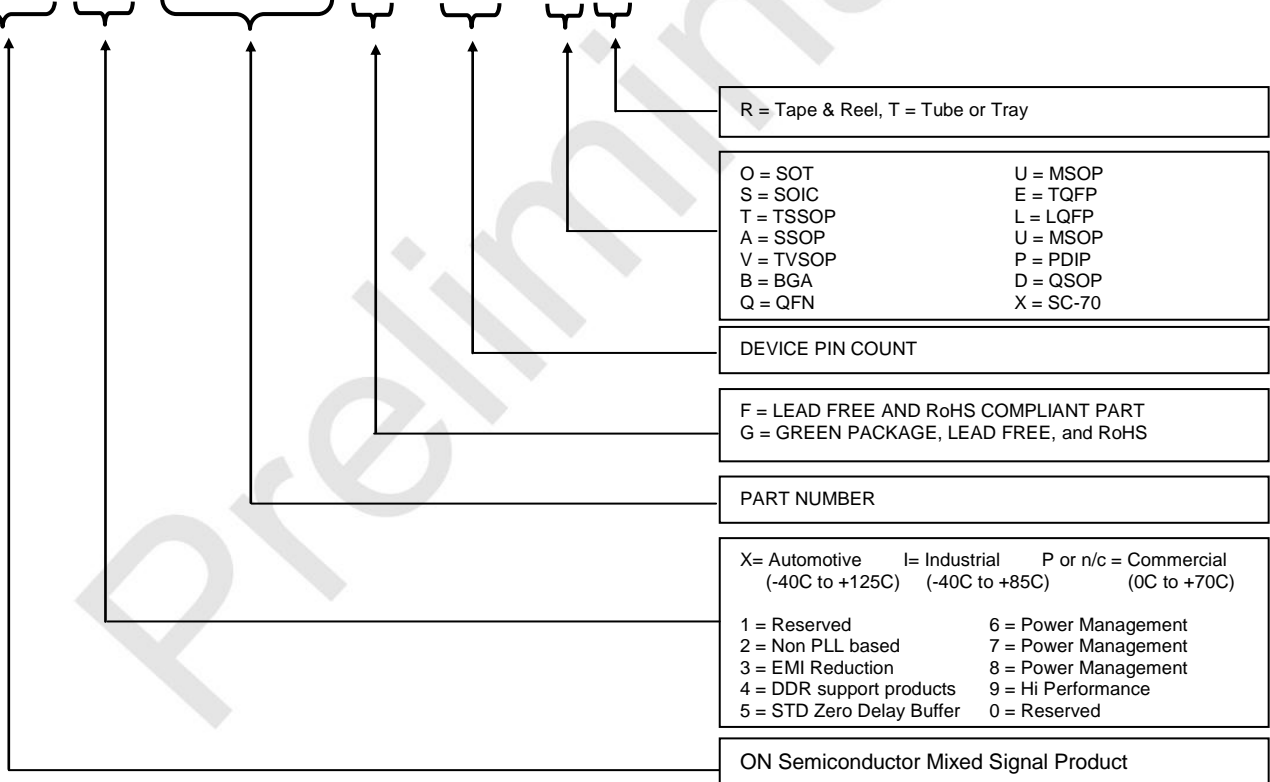 R = Tape & Reel, T = Tube or Tray
O = SOT U = MSOP
S = SOIC E = TQFP
T = TSSOP L = LQFP
A = SSOP U = MSOP
V = TVSOP P = PDIP
B = BGA D = QSOP
Q = QFN X = SC-70
DEVICE PIN COUNT
F = LEAD FREE AND RoHS COMPLIANT PART
G = GREEN PACKAGE, LEAD FREE, and RoHS
PART NUMBER
X= Automotive I= Industrial P or n/c = Commercial
(-40C to +125C) (-40C to +85C) (0C to +70C)
1 = Reserved 6 = Power Management
2 = Non PLL based 7 = Power Management
3 = EMI Reduction 8 = Power Management
4 = DDR support products 9 = Hi Performance
5 = STD Zero Delay Buffer 0 = Reserved
ON Semiconductor Mixed Signal Product
Prelimin